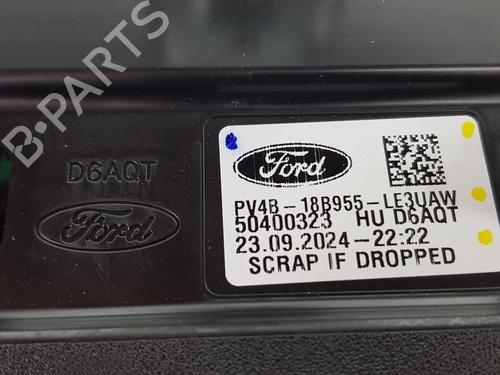 B-PARTS
D6AQT
Ford
Ford
PV4B-18B955-LE3UAW
50400323 HU D6AQT
23.09.2024-22:22
SCRAP IF DROPPED